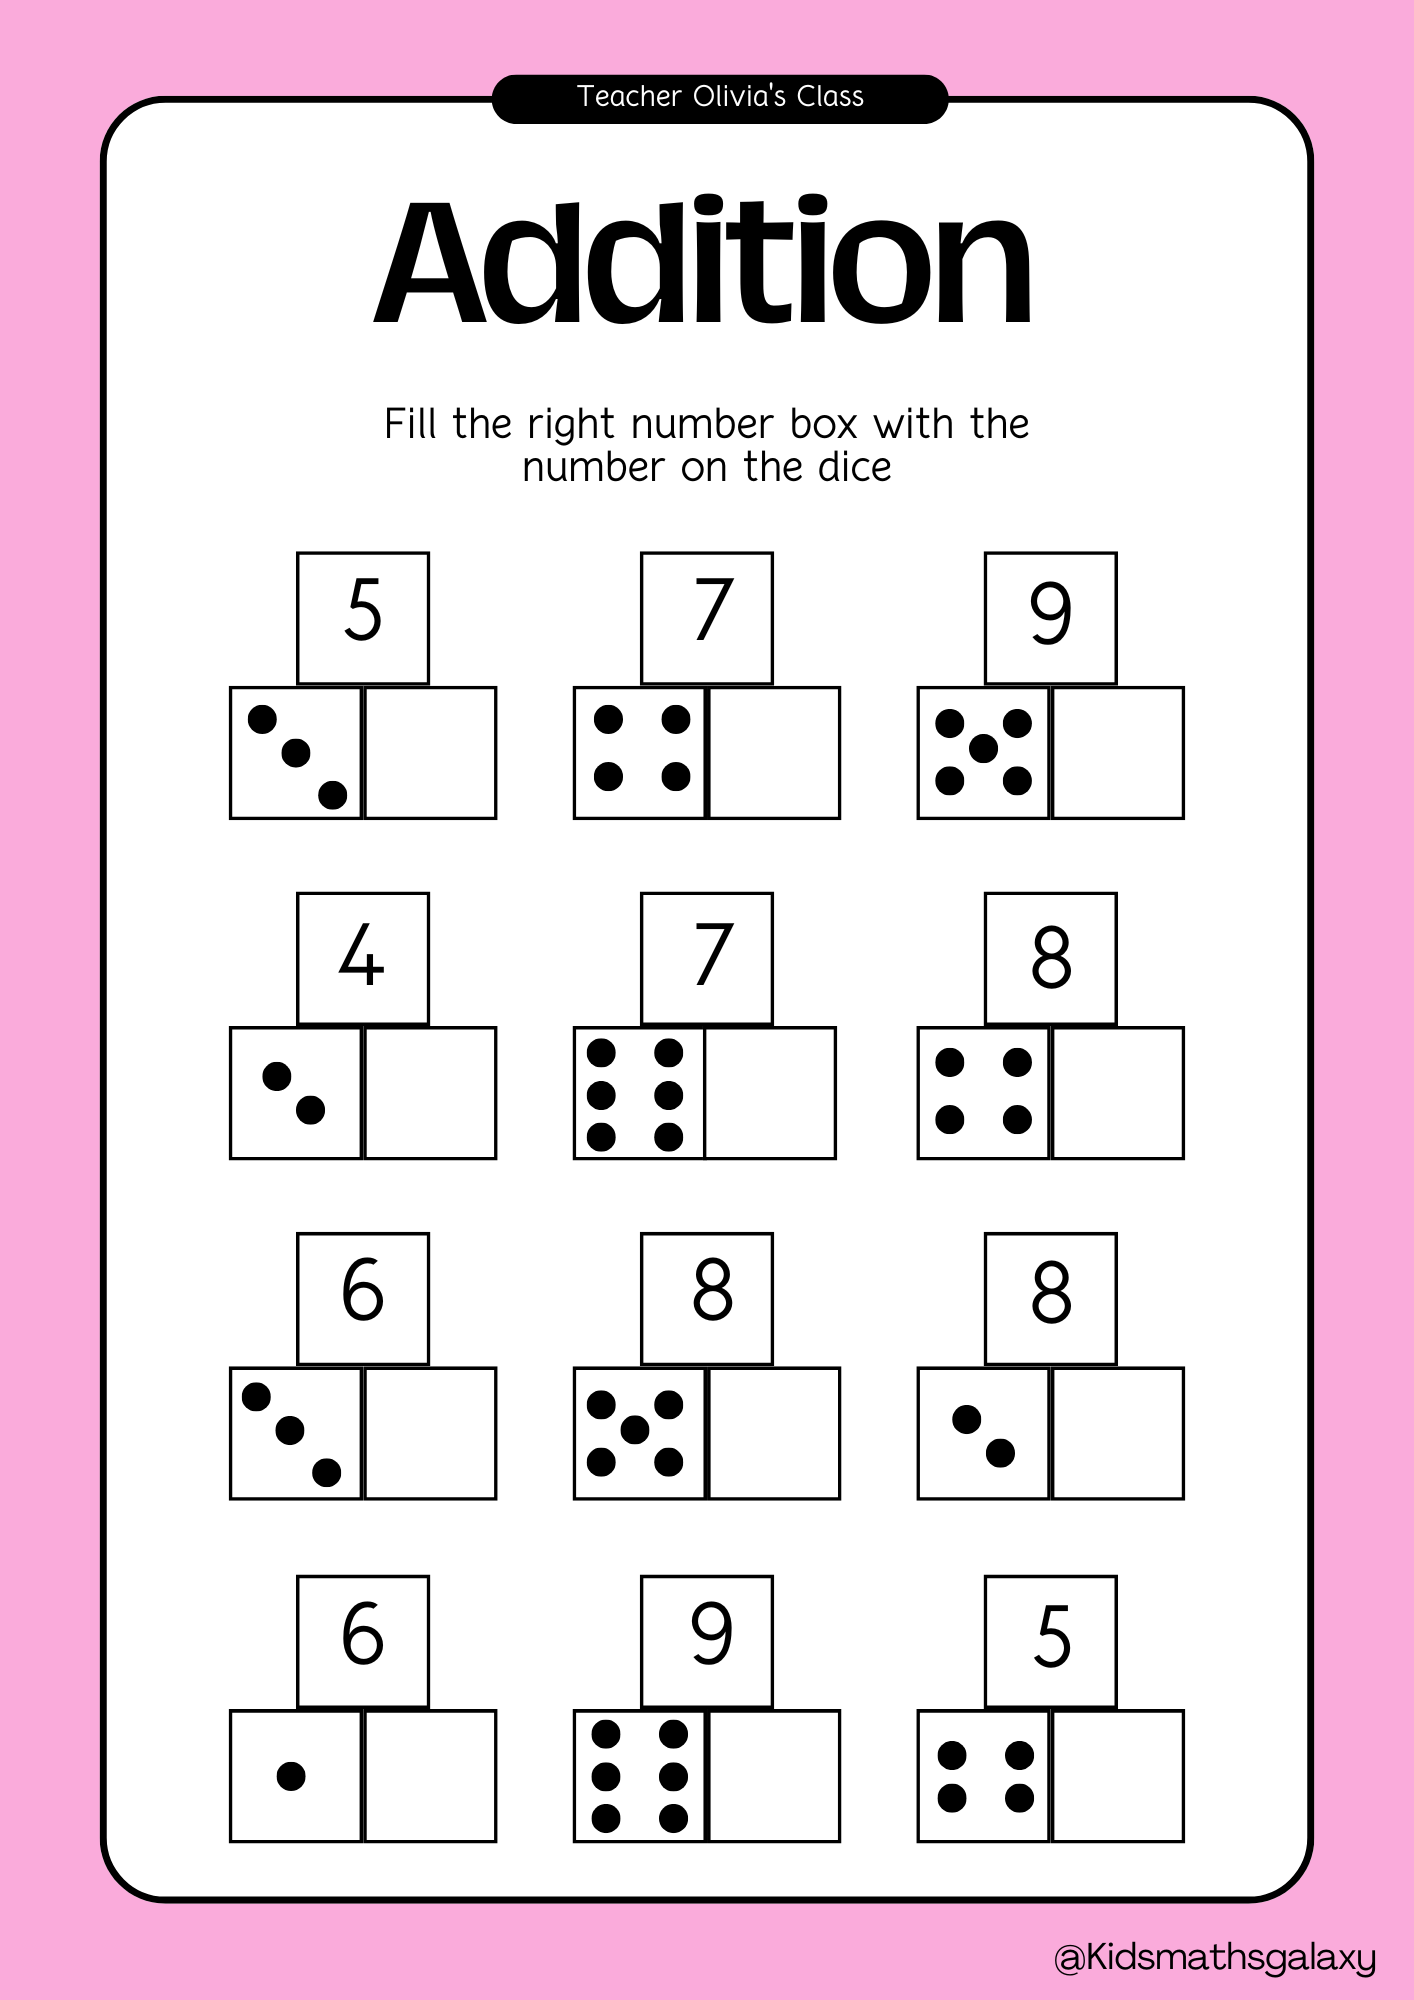 Teacher Olivia's Class
Addition
Fill the right number box with the
number on the dice
5 7 9
4 7 8
6 8 8
6 9 5
@Kidsmathsgalaxy